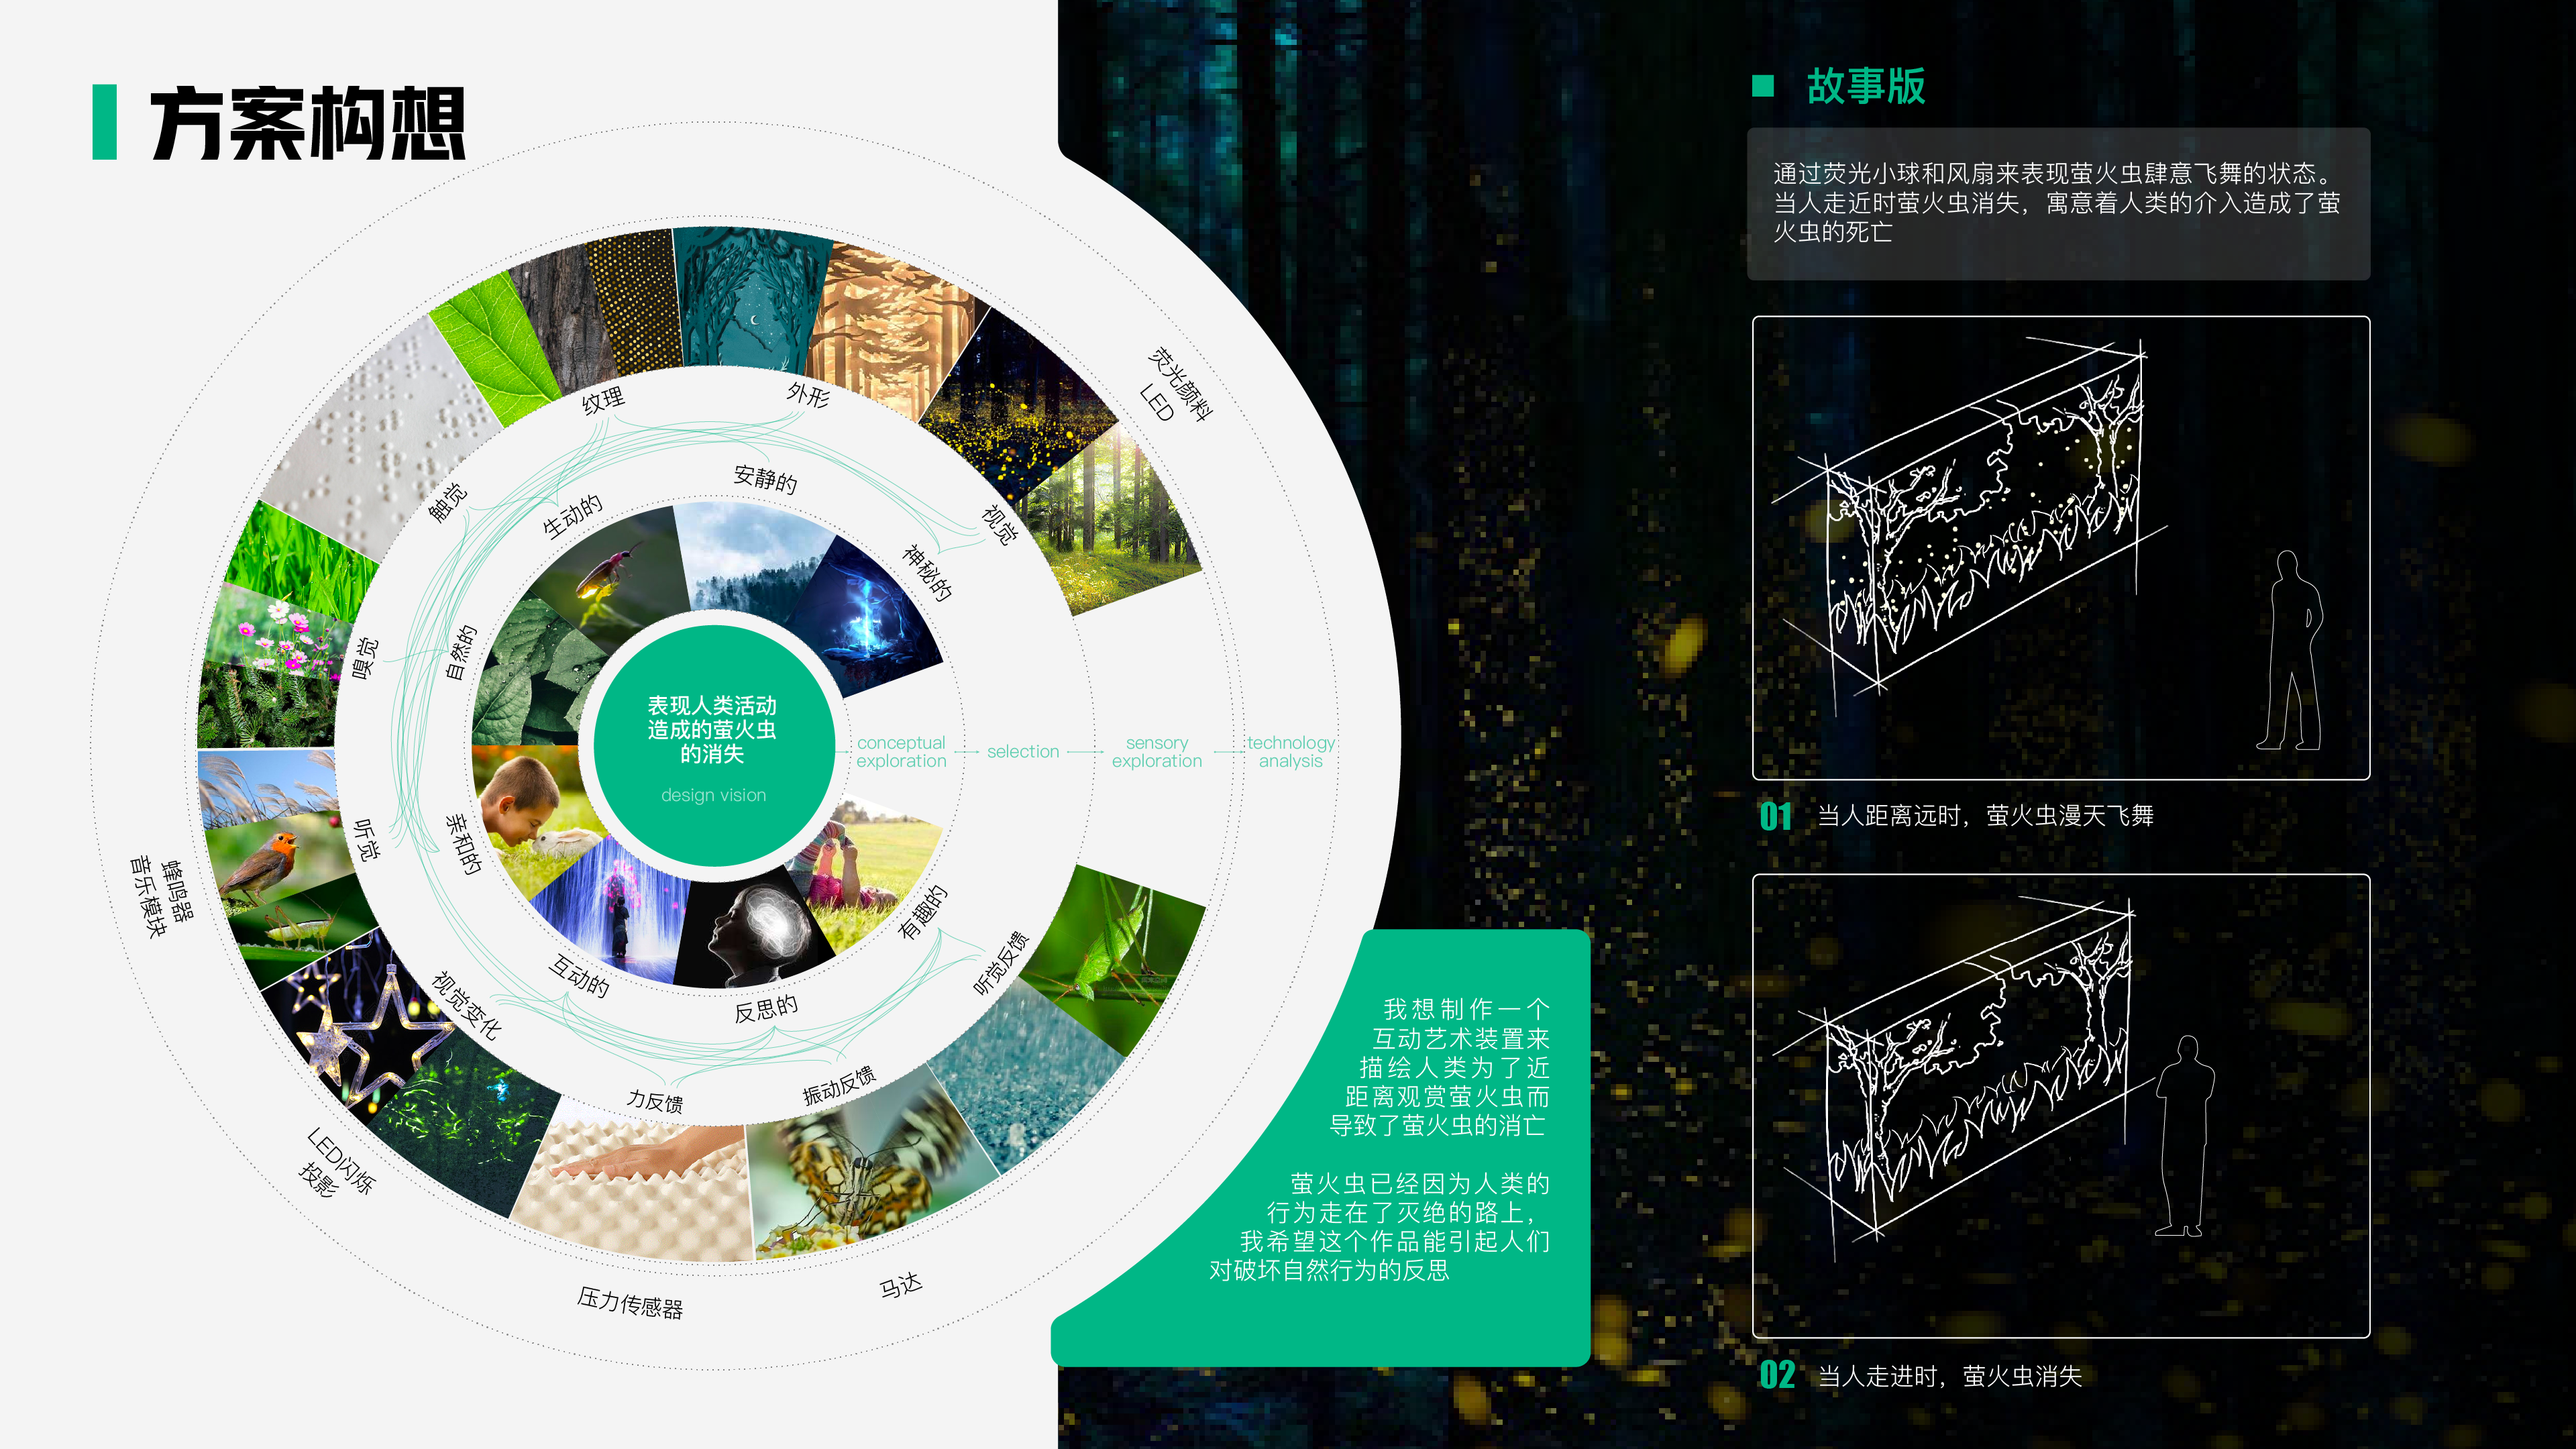 方案构想
荧光颜料
LED
纹理
外形
触觉
视觉
安静的
生动的
神秘的
嗅觉
自然的
表现人类活动
造成的萤火虫
的消失
design vision
conceptual
exploration
selection
sensory
exploration
technology
analysis
听觉
亲和的
蜂鸣器
音乐模块
有趣的
听觉反馈
互动的
反思的
视觉变化
力反馈
振动反馈
LED闪烁
投影
压力传感器
马达
我想制作一个
互动艺术装置来
描绘人类为了近
距离观赏萤火虫而
导致了萤火虫的消亡
萤火虫已经因为人类的
行为走在了灭绝的路上，
我希望这个作品能引起人们
对破坏自然行为的反思
故事版
通过荧光小球和风扇来表现萤火虫肆意飞舞的状态。
当人走近时萤火虫消失，寓意着人类的介入造成了萤
火虫的死亡
01 当人距离远时，萤火虫漫天飞舞
02 当人走进时，萤火虫消失